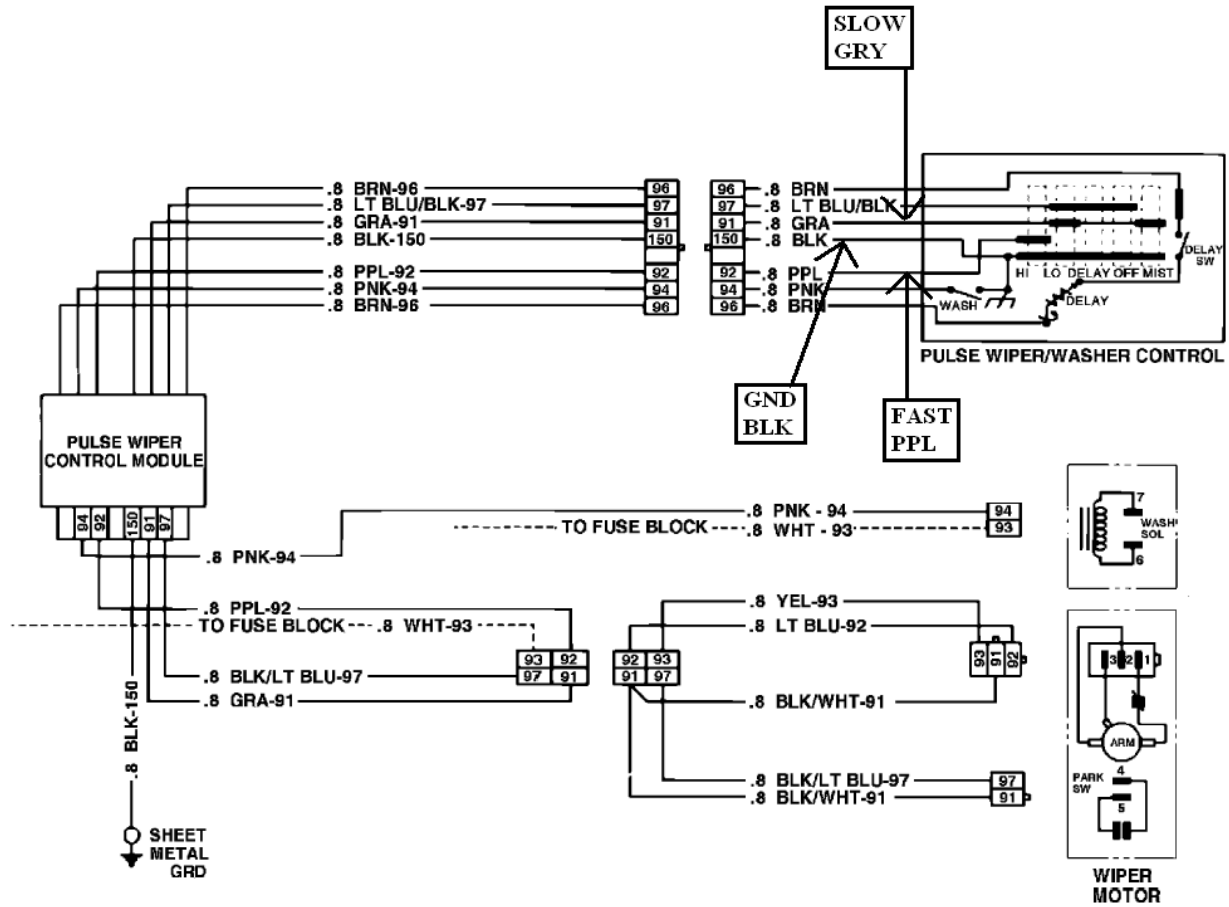 SLOW
GRY
.8 BRN-96
.8 LT BLU/BLK-97
.8 GRA-91
.8 BLK-150
.8 PPL-92
.8 PNK-94
.8 BRN-96
96
97
91
150
92
94
96
96
97
91
150
92
94
96
.8 BRN
.8 LT BLU/BLK
.8 GRA
.8 BLK
.8 PPL
.8 PNK
.8 BRN
HI LO DELAY OFF MIST
DELAY
SW
WASH
DELAY
PULSE WIPER/WASHER CONTROL
GND
BLK
FAST
PPL
PULSE WIPER
CONTROL MODULE
94 92 150 91 97
.8 PNK - 94
TO FUSE BLOCK .8 WHT - 93
94
93
.8 PNK-94
7
WASH
SOL
6
.8 PPL-92
TO FUSE BLOCK .8 WHT-93
.8 BLK/LT BLU-97
.8 GRA-91
93 92
97 91
92 93
91 97
.8 YEL-93
.8 LT BLU-92
93 91 92
.8 BLK/WHT-91
.8 BLK/LT BLU-97
.8 BLK/WHT-91
97
91
3 2 1
ARM
4
PARK
SW
5
WIPER
MOTOR
.8 BLK-150
SHEET
METAL
GRD